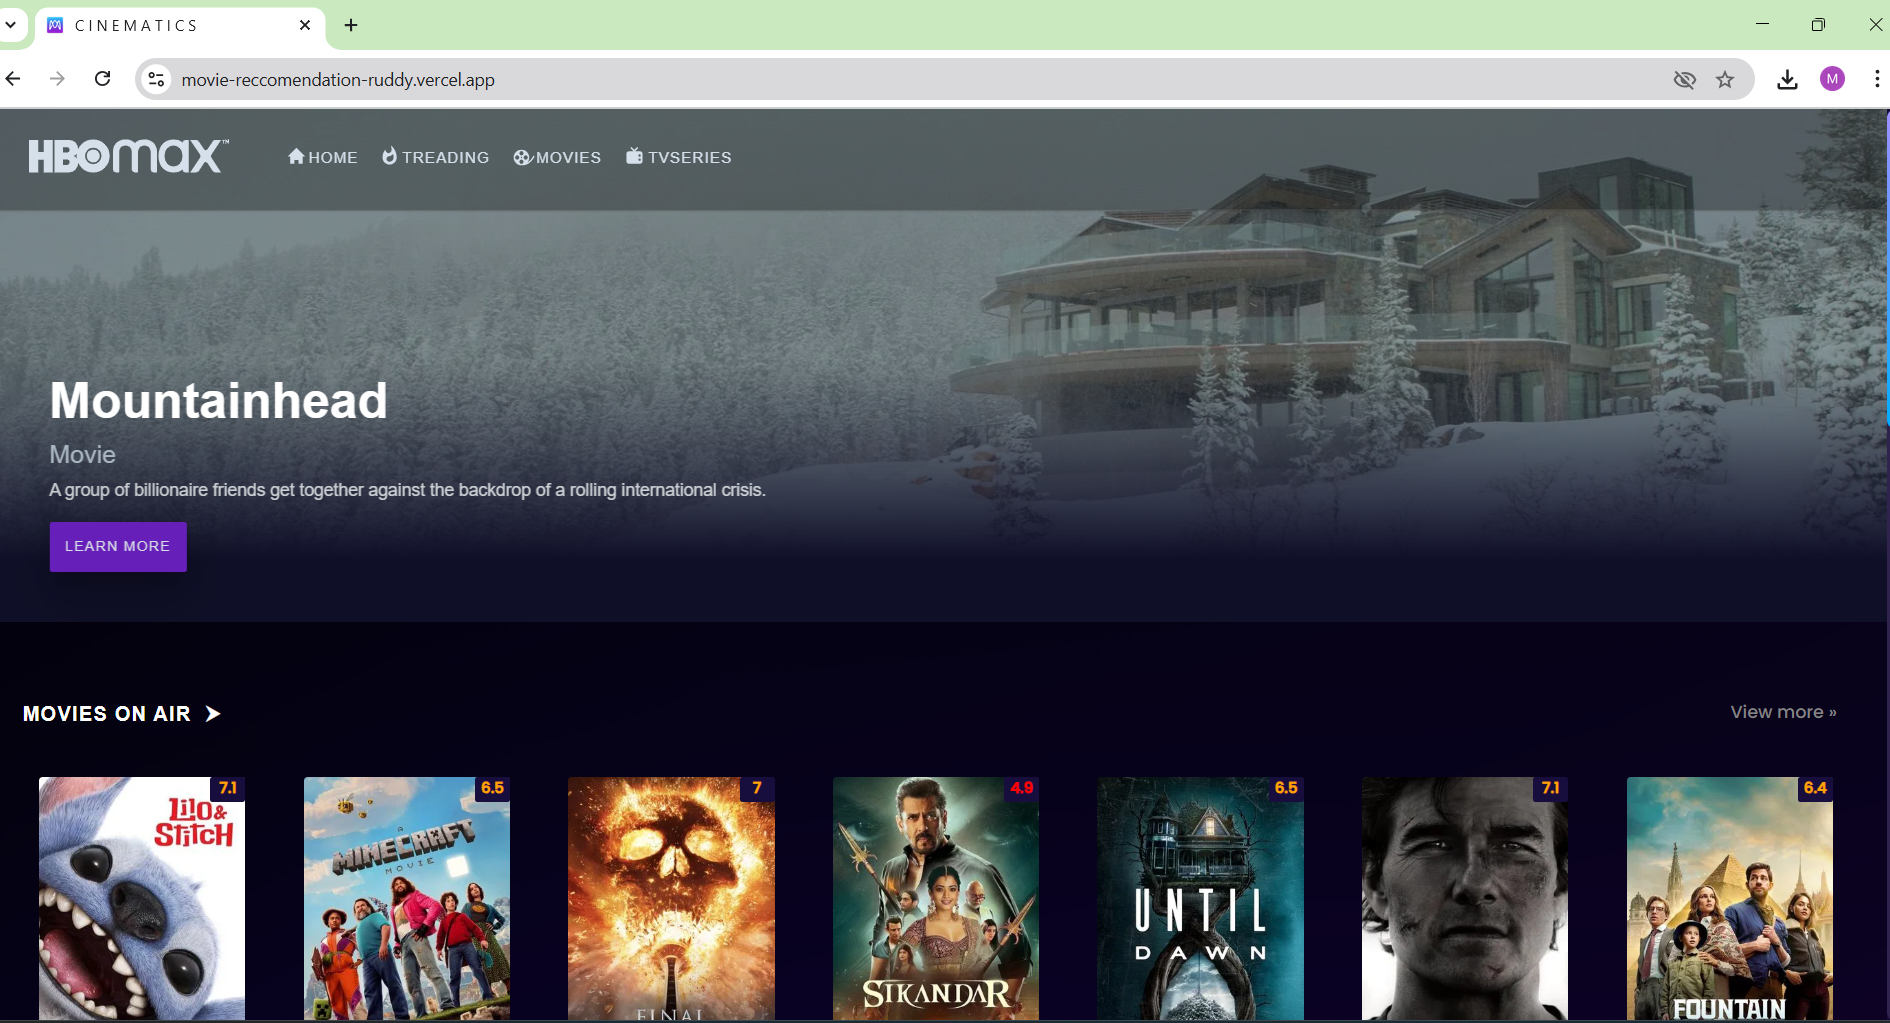 CINEMATICS
movie-reccomendation-ruddy.vercel.app
M
HBOmax™
HOME TREADING MOVIES TVSERIES
Mountainhead
Movie
A group of billionaire friends get together against the backdrop of a rolling international crisis.
LEARN MORE
MOVIES ON AIR
View more »
7.1
LiLO &
STiTCH
6.5
A
MINECRAFT
MOVIE
7
FINAL
4.9
SIKANDAR
6.5
UNTIL
DAWN
7.1
6.4
FOUNTAIN